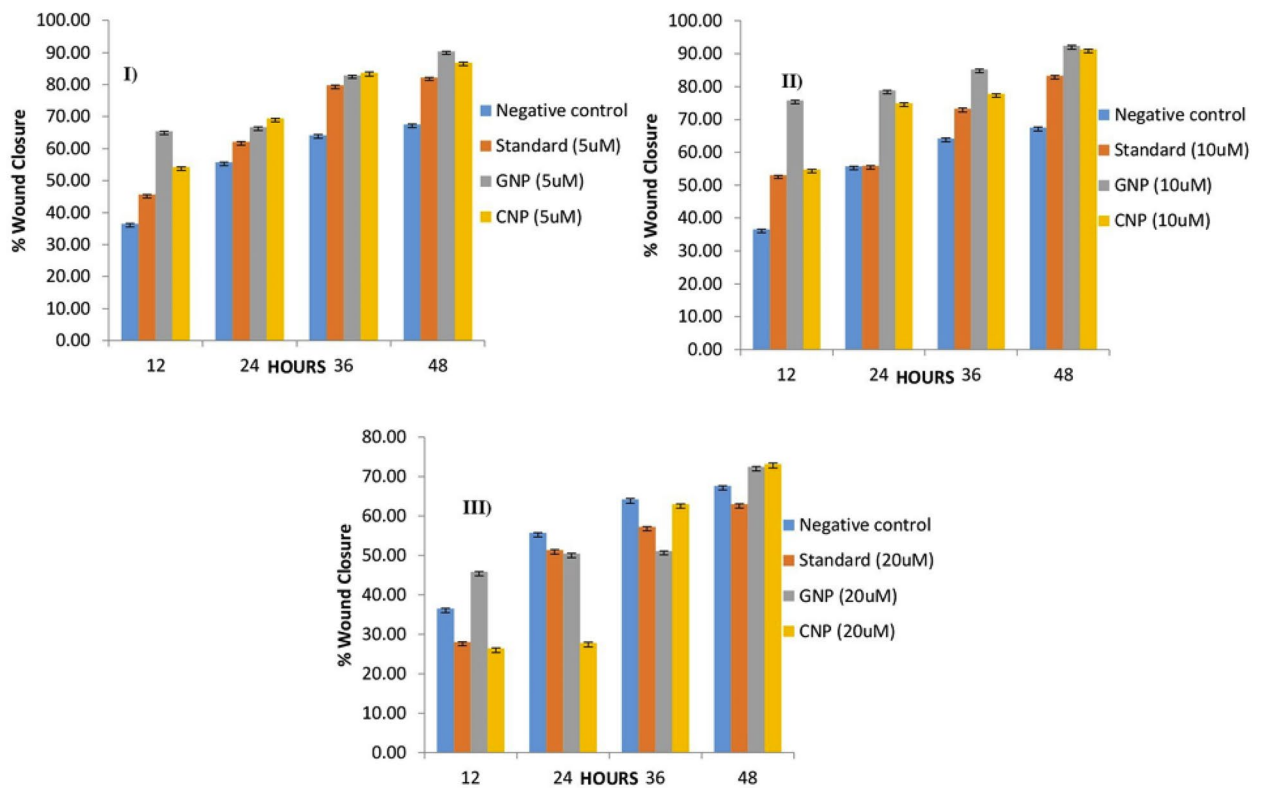 I)
% Wound Closure
100.00
90.00
80.00
70.00
60.00
50.00
40.00
30.00
20.00
10.00
0.00
12 24 HOURS 36 48
Negative control
Standard (5uM)
GNP (5uM)
CNP (5uM)
II)
% Wound Closure
100.00
90.00
80.00
70.00
60.00
50.00
40.00
30.00
20.00
10.00
0.00
12 24 HOURS 36 48
Negative control
Standard (10uM)
GNP (10uM)
CNP (10uM)
III)
% Wound Closure
80.00
70.00
60.00
50.00
40.00
30.00
20.00
10.00
0.00
12 24 HOURS 36 48
Negative control
Standard (20uM)
GNP (20uM)
CNP (20uM)